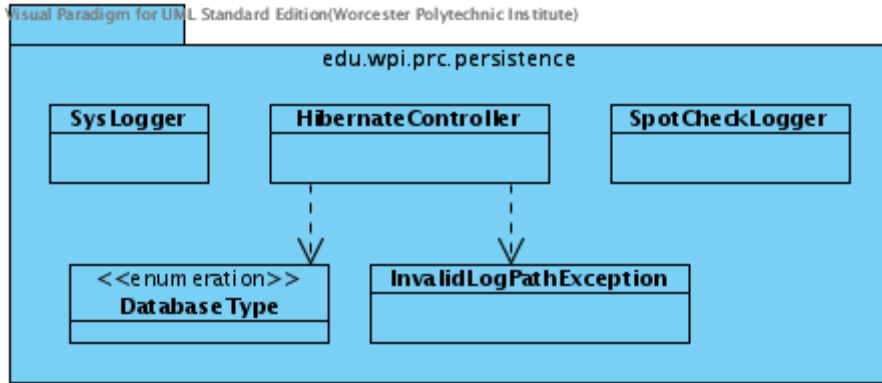 Visual Paradigm for UML Standard Edition(Worcester Polytechnic Institute)
edu.wpi.prc.persistence
SysLogger
HibernateController
SpotCheckLogger
<<enumeration>>
DatabaseType
InvalidLogPathException